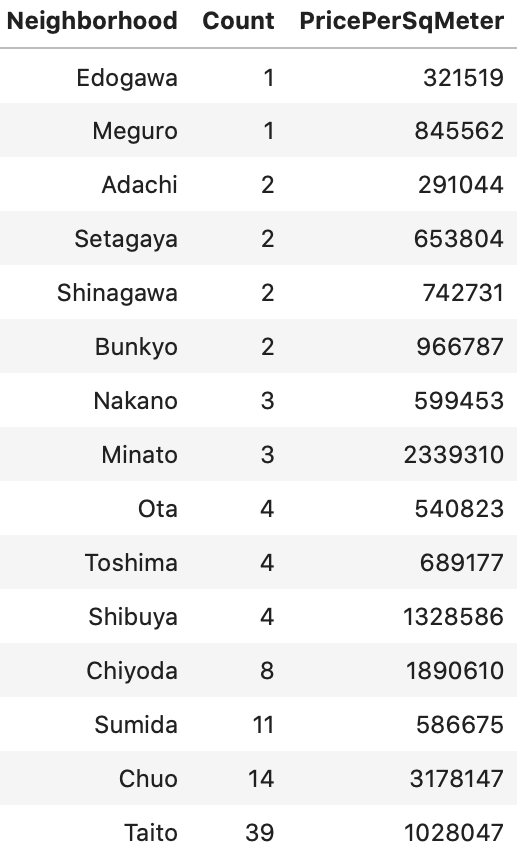 Neighborhood Count PricePerSqMeter
Edogawa 1 321519
Meguro 1 845562
Adachi 2 291044
Setagaya 2 653804
Shinagawa 2 742731
Bunkyo 2 966787
Nakano 3 599453
Minato 3 2339310
Ota 4 540823
Toshima 4 689177
Shibuya 4 1328586
Chiyoda 8 1890610
Sumida 11 586675
Chuo 14 3178147
Taito 39 1028047